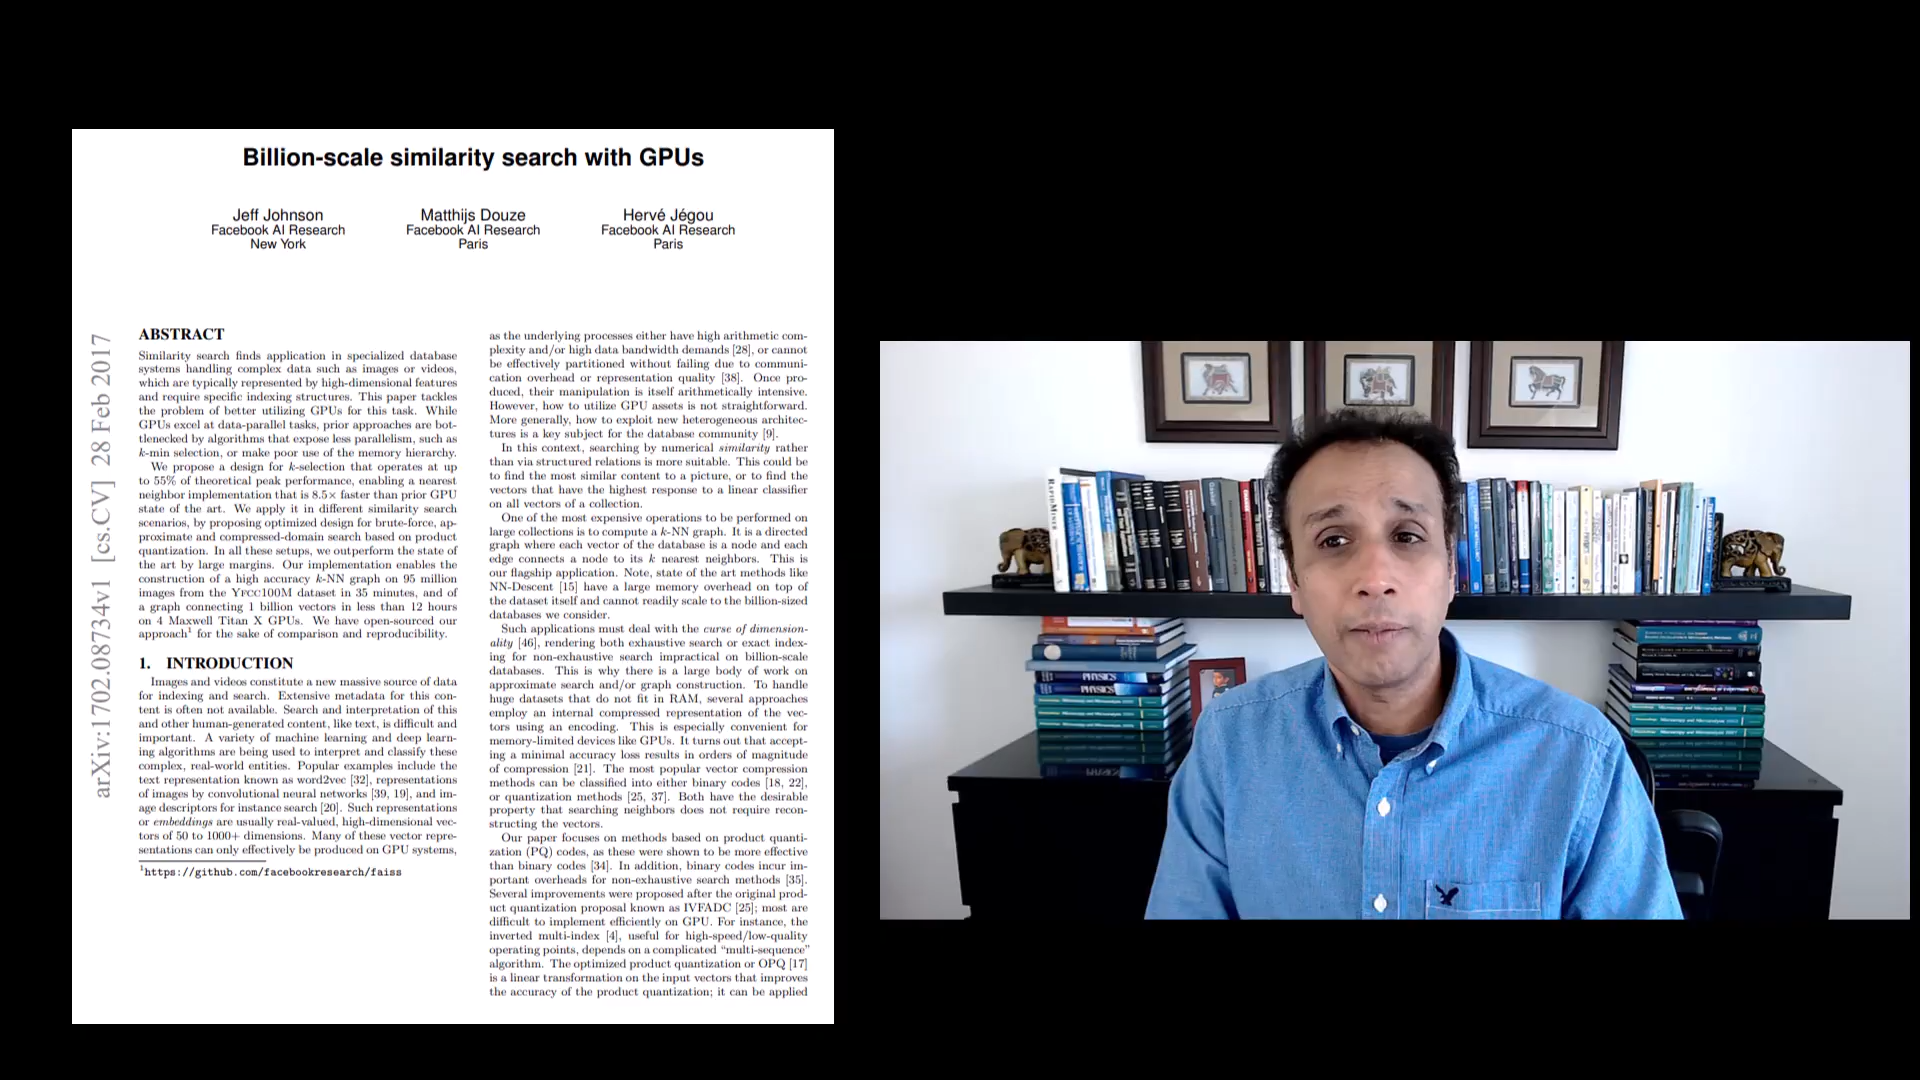 Billion-scale similarity search with GPUs
Jeff Johnson
Facebook AI Research
New York
Matthijs Douze
Facebook AI Research
Paris
Hervé Jégou
Facebook AI Research
Paris
arXiv:1702.08734v1 [cs.CV] 28 Feb 2017
ABSTRACT
Similarity search finds application in specialized database
systems handling complex data such as images or videos,
which are typically represented by high-dimensional features
and require specific indexing structures. This paper tackles
the problem of better utilizing GPUs for this task. While
GPUs excel at data-parallel tasks, prior approaches are bot-
tlenecked by algorithms that expose less parallelism, such as
k-min selection, or make poor use of the memory hierarchy.
We propose a design for k-selection that operates at up
to 55% of theoretical peak performance, enabling a nearest
neighbor implementation that is 8.5× faster than prior GPU
state of the art. We apply it in different similarity search
scenarios, by proposing optimized design for brute-force, ap-
proximate and compressed-domain search based on product
quantization. In all these setups, we outperform the state of
the art by large margins. Our implementation enables the
construction of a high accuracy k-NN graph on 95 million
images from the YFCC100M dataset in 35 minutes, and of
a graph connecting 1 billion vectors in less than 12 hours
on 4 Maxwell Titan X GPUs. We have open-sourced our
approach1 for the sake of comparison and reproducibility.
1. INTRODUCTION
Images and videos constitute a new massive source of data
for indexing and search. Extensive metadata for this con-
tent is often not available. Search and interpretation of this
and other human-generated content, like text, is difficult and
important. A variety of machine learning and deep learn-
ing algorithms are being used to interpret and classify these
complex, real-world entities. Popular examples include the
text representation known as word2vec [32], representations
of images by convolutional neural networks [39, 19], and im-
age descriptors for instance search [20]. Such representations
or embeddings are usually real-valued, high-dimensional vec-
tors of 50 to 1000+ dimensions. Many of these vector repre-
sentations can only effectively be produced on GPU systems,
1https://github.com/facebookresearch/faiss
as the underlying processes either have high arithmetic com-
plexity and/or high data bandwidth demands [28], or cannot
be effectively partitioned without failing due to communi-
cation overhead or representation quality [38]. Once pro-
duced, their manipulation is itself arithmetically intensive.
However, how to utilize GPU assets is not straightforward.
More generally, how to exploit new heterogeneous architec-
tures is a key subject for the database community [9].
In this context, searching by numerical similarity rather
than via structured relations is more suitable. This could be
to find the most similar content to a picture, or to find the
vectors that have the highest response to a linear classifier
on all vectors of a collection.
One of the most expensive operations to be performed on
large collections is to compute a k-NN graph. It is a directed
graph where each vector of the database is a node and each
edge connects a node to its k nearest neighbors. This is
our flagship application. Note, state of the art methods like
NN-Descent [15] have a large memory overhead on top of
the dataset itself and cannot readily scale to the billion-sized
databases we consider.
Such applications must deal with the curse of dimension-
ality [46], rendering both exhaustive search or exact index-
ing for non-exhaustive search impractical on billion-scale
databases. This is why there is a large body of work on
approximate search and/or graph construction. To handle
huge datasets that do not fit in RAM, several approaches
employ an internal compressed representation of the vec-
tors using an encoding. This is especially convenient for
memory-limited devices like GPUs. It turns out that accept-
ing a minimal accuracy loss results in orders of magnitude
of compression [21]. The most popular vector compression
methods can be classified into either binary codes [18, 22],
or quantization methods [25, 37]. Both have the desirable
property that searching neighbors does not require recon-
structing the vectors.
Our paper focuses on methods based on product quanti-
zation (PQ) codes, as these were shown to be more effective
than binary codes [34]. In addition, binary codes incur im-
portant overheads for non-exhaustive search methods [35].
Several improvements were proposed after the original prod-
uct quantization proposal known as IVFADC [25]; most are
difficult to implement efficiently on GPU. For instance, the
inverted multi-index [4], useful for high-speed/low-quality
operating points, depends on a complicated “multi-sequence”
algorithm. The optimized product quantization or OPQ [17]
is a linear transformation on the input vectors that improves
the accuracy of the product quantization; it can be applied
PHYSICS
PHYSICS